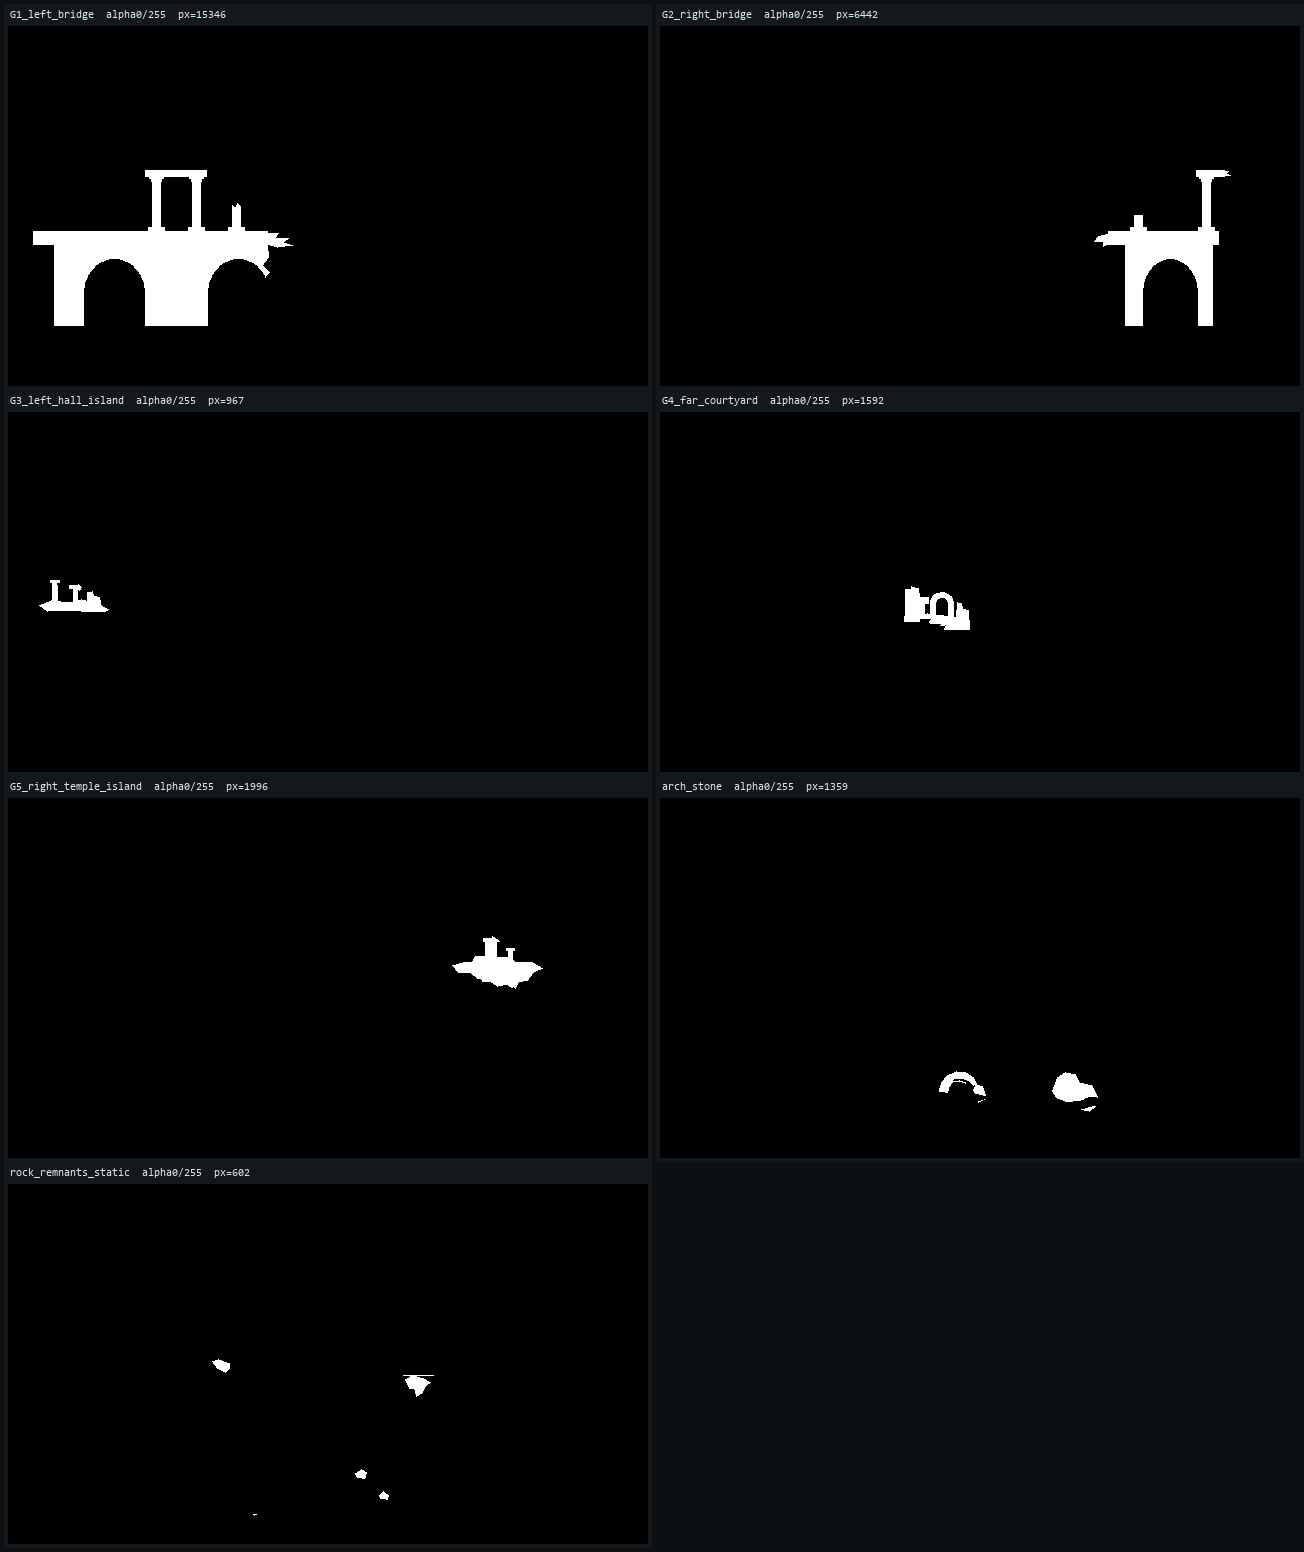 G1_left_bridge alpha0/255 px=15346
G2_right_bridge alpha0/255 px=6442
G3_left_hall_island alpha0/255 px=967
G4_far_courtyard alpha0/255 px=1592
G5_right_temple_island alpha0/255 px=1996
arch_stone alpha0/255 px=1359
rock_remnants_static alpha0/255 px=602